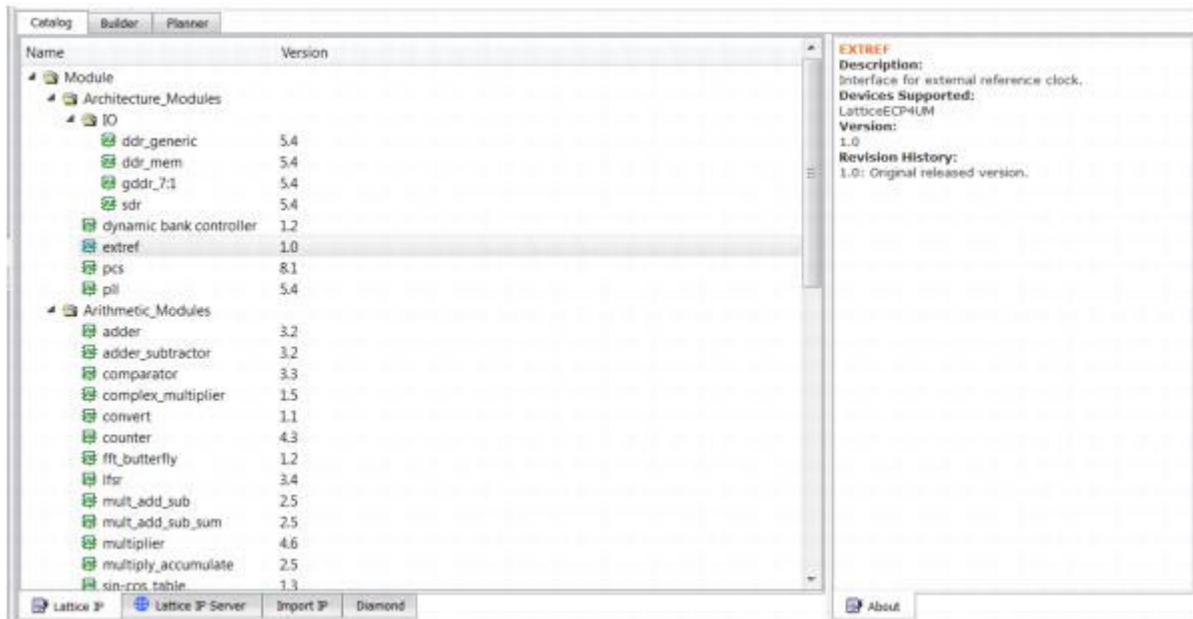 Catalog Builder Planner
Name Version
Module
Architecture_Modules
IO
ddr_generic 5.4
ddr_mem 5.4
gddr_7:1 5.4
sdr 5.4
dynamic bank controller 1.2
extref 1.0
pcs 8.1
pll 5.4
Arithmetic_Modules
adder 3.2
adder_subtractor 3.2
comparator 3.3
complex_multiplier 1.5
convert 1.1
counter 4.3
fft_butterfly 1.2
lfsr 3.4
mult_add_sub 2.5
mult_add_sub_sum 2.5
multiplier 4.6
multiply_accumulate 2.5
sin-cos_table 1.3
Lattice IP Lattice IP Server Import IP Diamond
EXTREF
Description:
Interface for external reference clock.
Devices Supported:
LatticeECP4UM
Version:
1.0
Revision History:
1.0: Original released version.
About